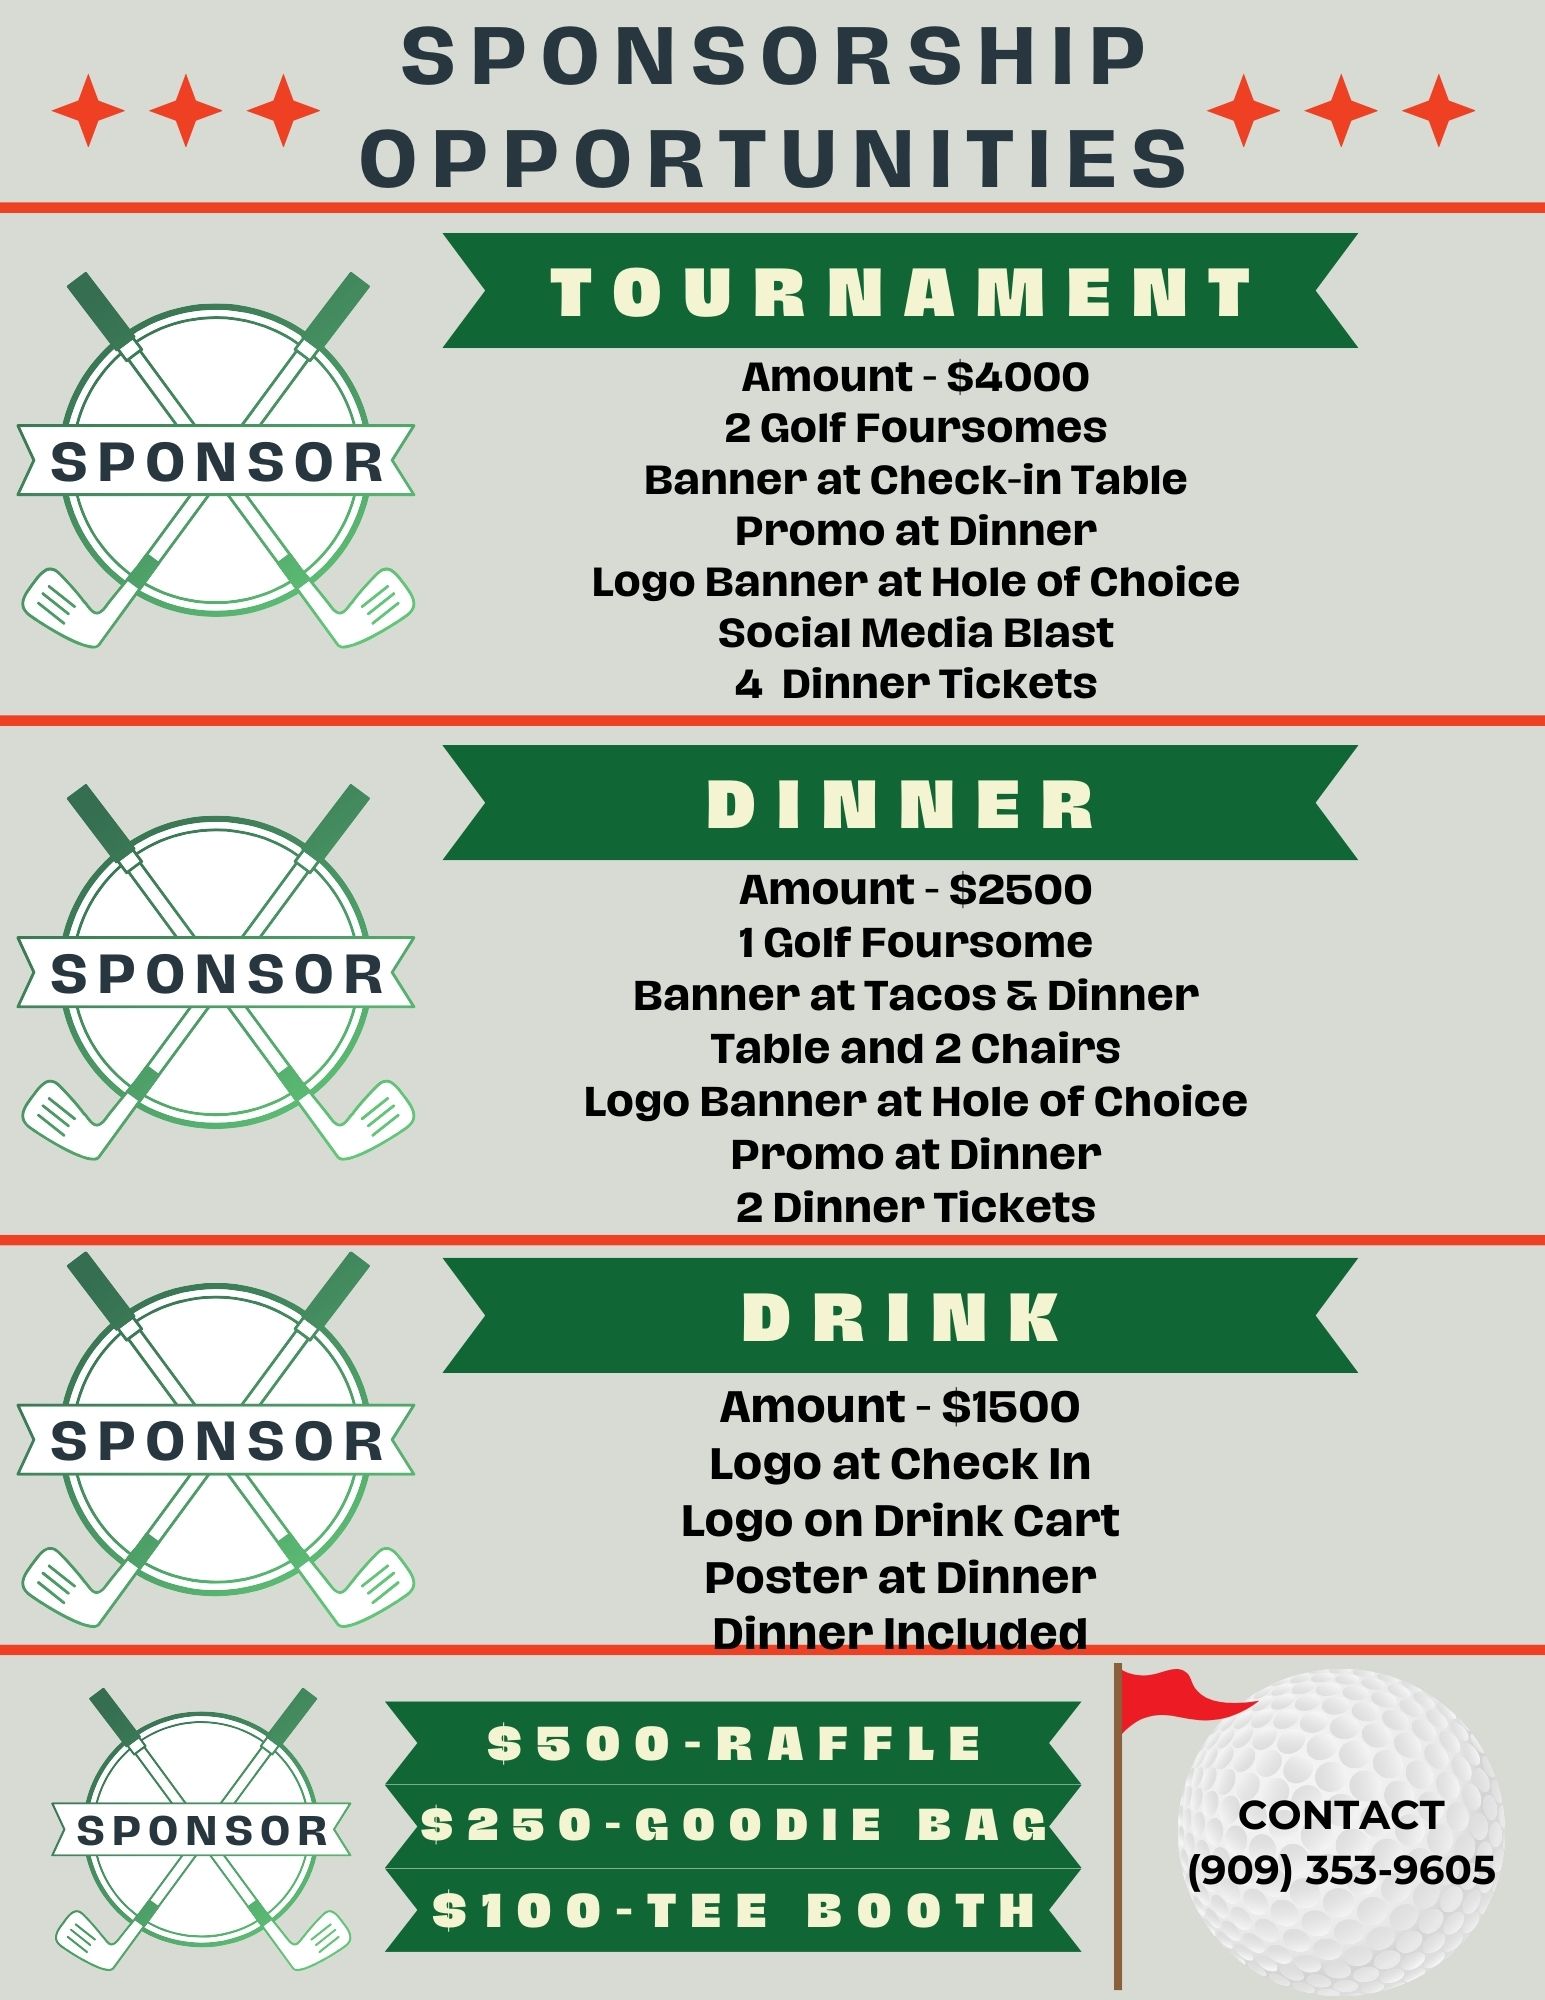 SPONSORSHIP
OPPORTUNITIES
TOURNAMENT
SPONSOR
Amount - $4000
2 Golf Foursomes
Banner at Check-in Table
Promo at Dinner
Logo Banner at Hole of Choice
Social Media Blast
4 Dinner Tickets
DINNER
SPONSOR
Amount - $2500
1 Golf Foursome
Banner at Tacos & Dinner
Table and 2 Chairs
Logo Banner at Hole of Choice
Promo at Dinner
2 Dinner Tickets
DRINK
SPONSOR
Amount - $1500
Logo at Check In
Logo on Drink Cart
Poster at Dinner
Dinner Included
SPONSOR
$500-RAFFLE
$250-GOODIE BAG
$100-TEE BOOTH
CONTACT
(909) 353-9605